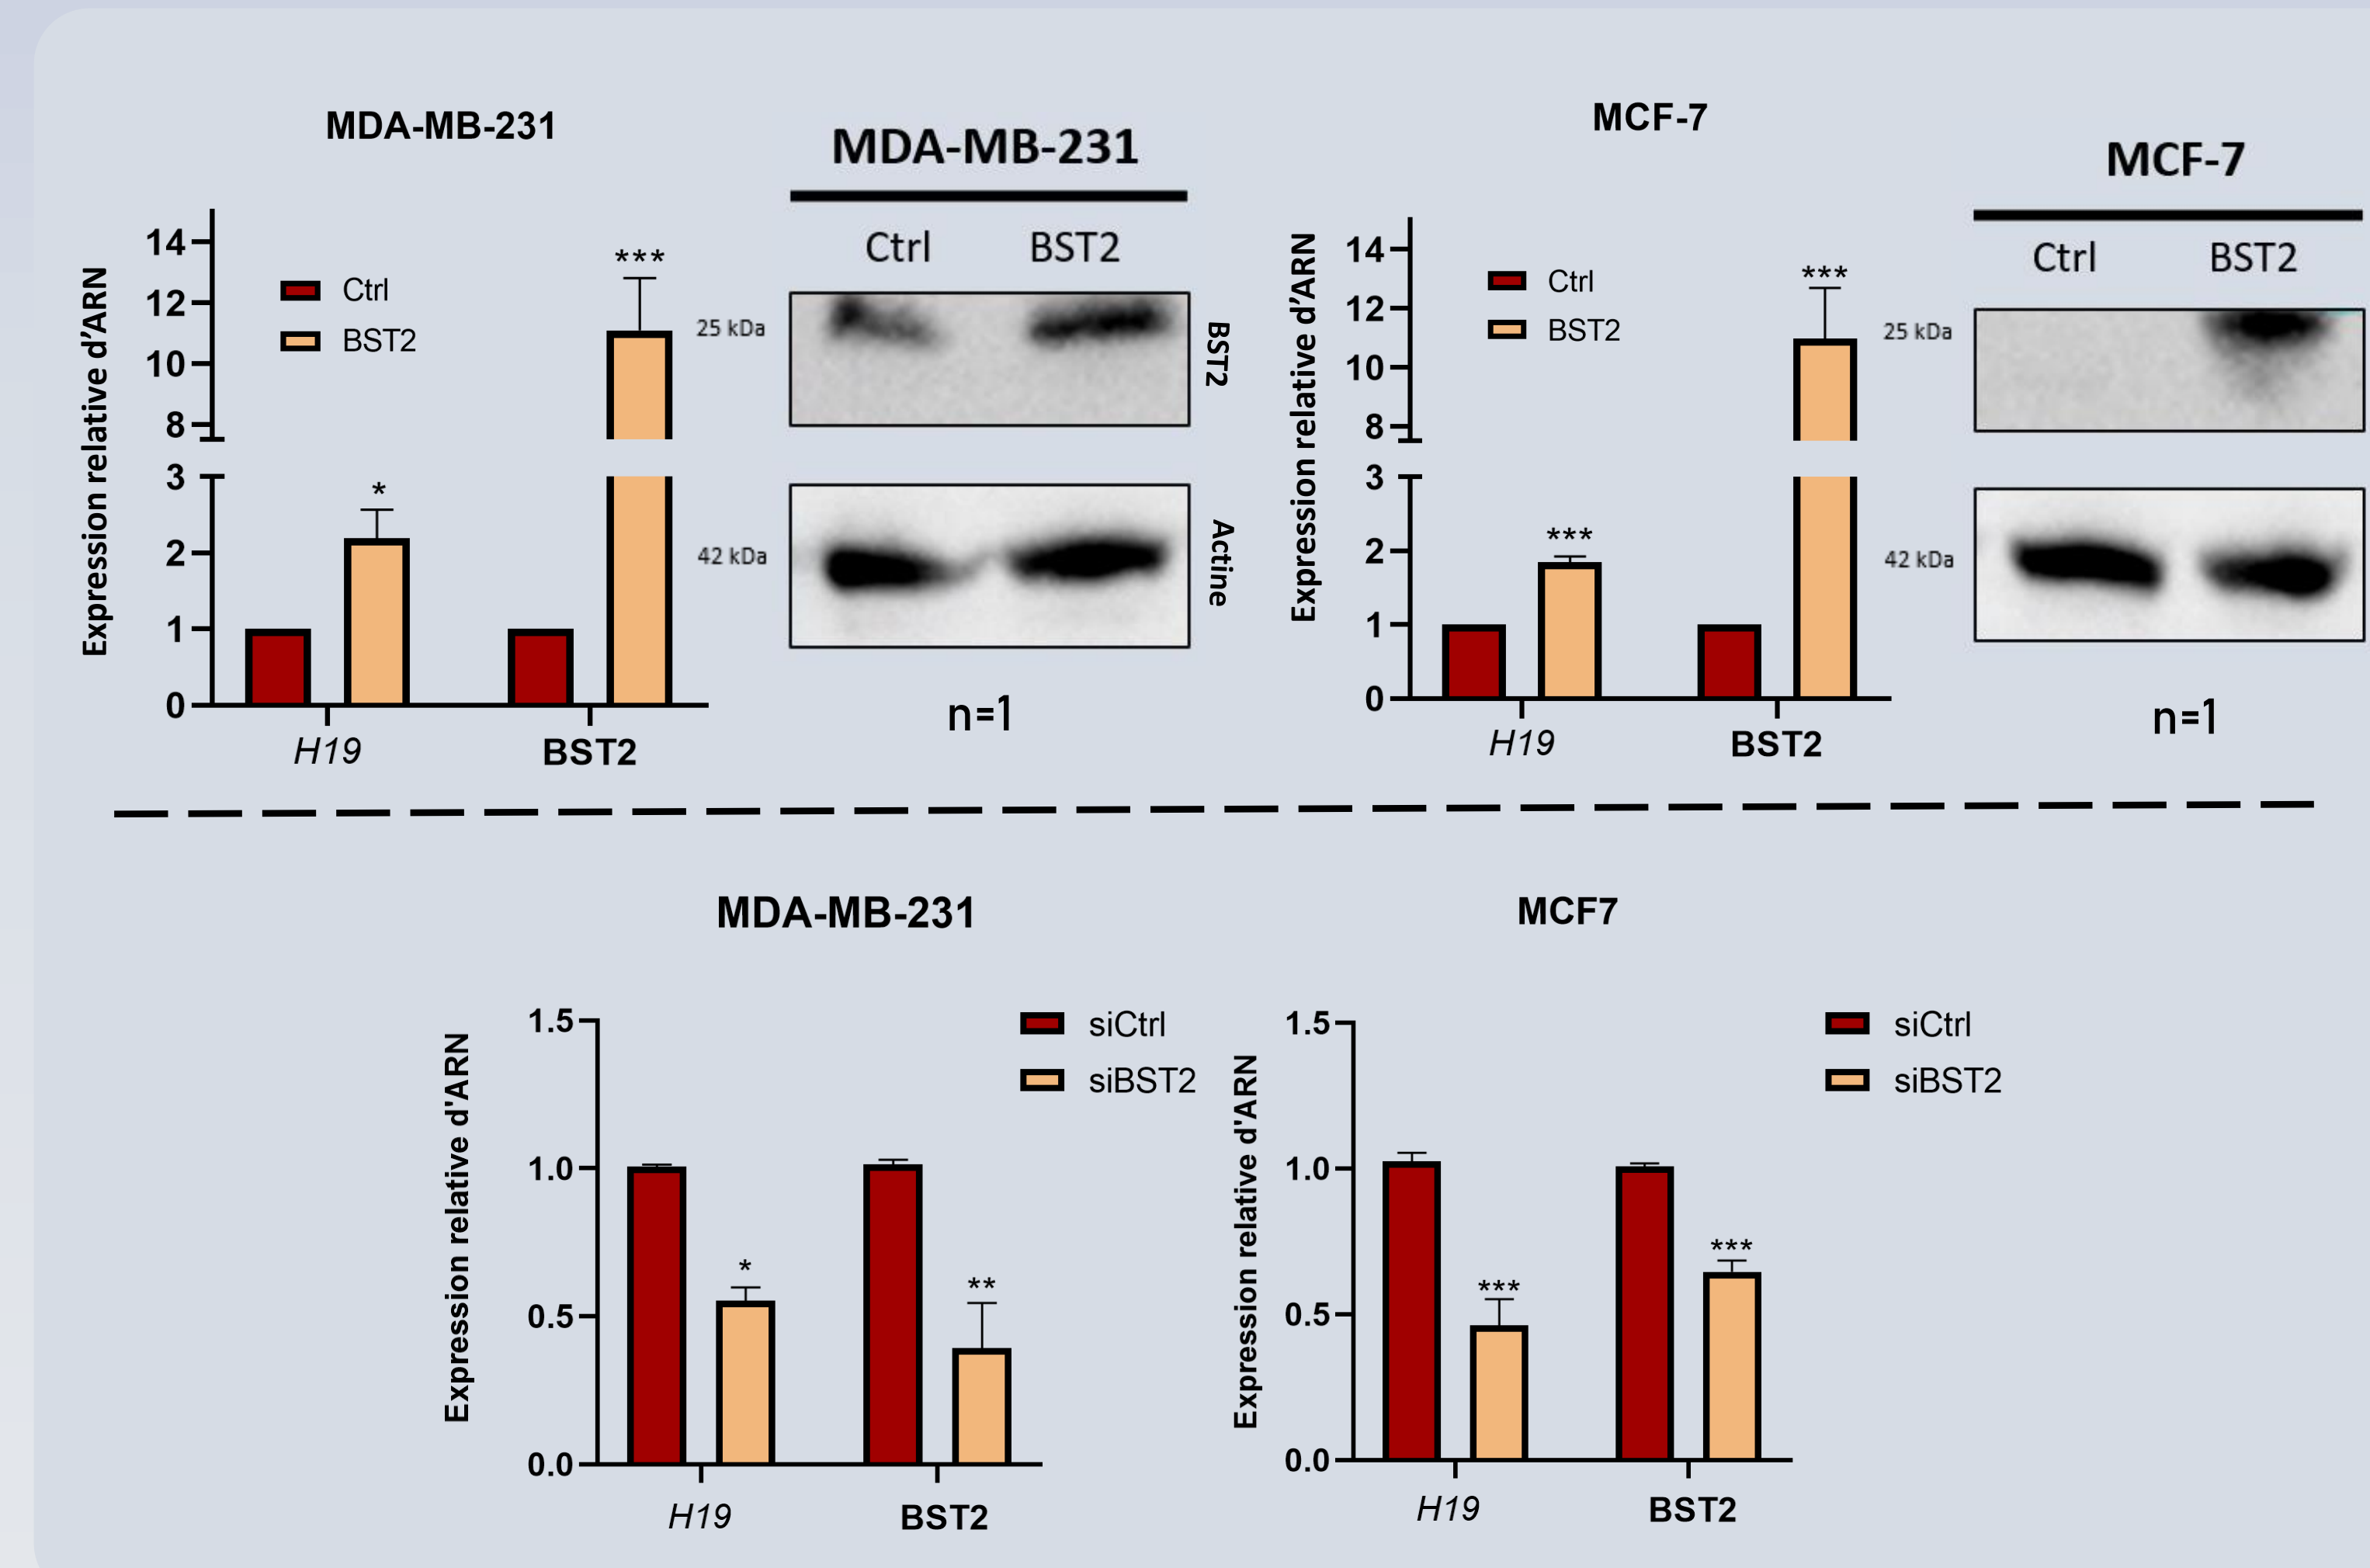 MDA-MB-231
Expression relative d’ARN
14
12
10
8
3
2
1
0
Ctrl
BST2
*
***
H19
BST2
MDA-MB-231
Ctrl BST2
25 kDa
BST2
42 kDa
Actine
n=1
MCF-7
Expression relative d’ARN
14
12
10
8
3
2
1
0
Ctrl
BST2
***
***
H19
BST2
MCF-7
Ctrl BST2
25 kDa
42 kDa
n=1
MDA-MB-231
Expression relative d'ARN
1.5
1.0
0.5
0.0
siCtrl
siBST2
*
**
H19
BST2
MCF7
Expression relative d'ARN
1.5
1.0
0.5
0.0
siCtrl
siBST2
***
***
H19
BST2